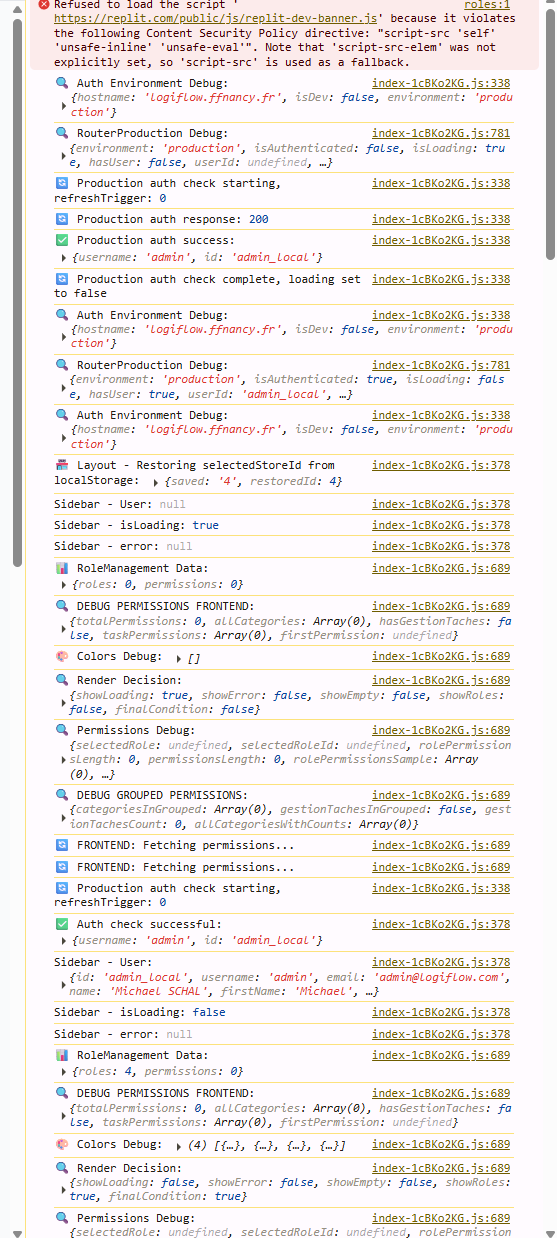 Refused to load the script ' roles:1
https://replit.com/public/js/replit-dev-banner.js' because it violates
the following Content Security Policy directive: "script-src 'self'
'unsafe-inline' 'unsafe-eval'". Note that 'script-src-elem' was not
explicitly set, so 'script-src' is used as a fallback.
🔍 Auth Environment Debug: index-1cBKo2KG.js:338
{hostname: 'logiflow.ffnancy.fr', isDev: false, environment: 'produ
ction'}
🔍 RouterProduction Debug: index-1cBKo2KG.js:781
{environment: 'production', isAuthenticated: false, isLoading: tru
e, hasUser: false, userId: undefined, …}
🔄 Production auth check starting, index-1cBKo2KG.js:338
refreshTrigger: 0
🔄 Production auth response: 200 index-1cBKo2KG.js:338
✅ Production auth success: index-1cBKo2KG.js:338
{username: 'admin', id: 'admin_local'}
🔄 Production auth check complete, loading set index-1cBKo2KG.js:338
to false
🔍 Auth Environment Debug: index-1cBKo2KG.js:338
{hostname: 'logiflow.ffnancy.fr', isDev: false, environment: 'produ
ction'}
🔍 RouterProduction Debug: index-1cBKo2KG.js:781
{environment: 'production', isAuthenticated: true, isLoading: fals
e, hasUser: true, userId: 'admin_local', …}
🔍 Auth Environment Debug: index-1cBKo2KG.js:338
{hostname: 'logiflow.ffnancy.fr', isDev: false, environment: 'produ
ction'}
🏪 Layout - Restoring selectedStoreId from index-1cBKo2KG.js:378
localStorage: {saved: '4', restoredId: 4}
Sidebar - User: null index-1cBKo2KG.js:378
Sidebar - isLoading: true index-1cBKo2KG.js:378
Sidebar - error: null index-1cBKo2KG.js:378
📊 RoleManagement Data: index-1cBKo2KG.js:689
{roles: 0, permissions: 0}
🔍 DEBUG PERMISSIONS FRONTEND: index-1cBKo2KG.js:689
{totalPermissions: 0, allCategories: Array(0), hasGestionTaches: fa
lse, taskPermissions: Array(0), firstPermission: undefined}
🎨 Colors Debug: [] index-1cBKo2KG.js:689
🔍 Render Decision: index-1cBKo2KG.js:689
{showLoading: true, showError: false, showEmpty: false, showRoles:
false, finalCondition: false}
🔍 Permissions Debug: index-1cBKo2KG.js:689
{selectedRole: undefined, selectedRoleId: undefined, rolePermission
sLength: 0, permissionsLength: 0, rolePermissionsSample: Array
(0), …}
🔍 DEBUG GROUPED PERMISSIONS: index-1cBKo2KG.js:689
{categoriesInGrouped: Array(0), gestionTachesInGrouped: false, gest
ionTachesCount: 0, allCategoriesWithCounts: Array(0)}
🔄 FRONTEND: Fetching permissions... index-1cBKo2KG.js:689
🔄 FRONTEND: Fetching permissions... index-1cBKo2KG.js:689
🔄 Production auth check starting, index-1cBKo2KG.js:338
refreshTrigger: 0
✅ Auth check successful: index-1cBKo2KG.js:378
{username: 'admin', id: 'admin_local'}
Sidebar - User: index-1cBKo2KG.js:378
{id: 'admin_local', username: 'admin', email: 'admin@logiflow.com',
name: 'Michael SCHAL', firstName: 'Michael', …}
Sidebar - isLoading: false index-1cBKo2KG.js:378
Sidebar - error: null index-1cBKo2KG.js:378
📊 RoleManagement Data: index-1cBKo2KG.js:689
{roles: 4, permissions: 0}
🔍 DEBUG PERMISSIONS FRONTEND: index-1cBKo2KG.js:689
{totalPermissions: 0, allCategories: Array(0), hasGestionTaches: fa
lse, taskPermissions: Array(0), firstPermission: undefined}
🎨 Colors Debug: (4) [{…}, {…}, {…}, {…}] index-1cBKo2KG.js:689
🔍 Render Decision: index-1cBKo2KG.js:689
{showLoading: false, showError: false, showEmpty: false, showRoles:
true, finalCondition: true}
🔍 Permissions Debug: index-1cBKo2KG.js:689
{selectedRole: undefined, selectedRoleId: undefined, rolePermission